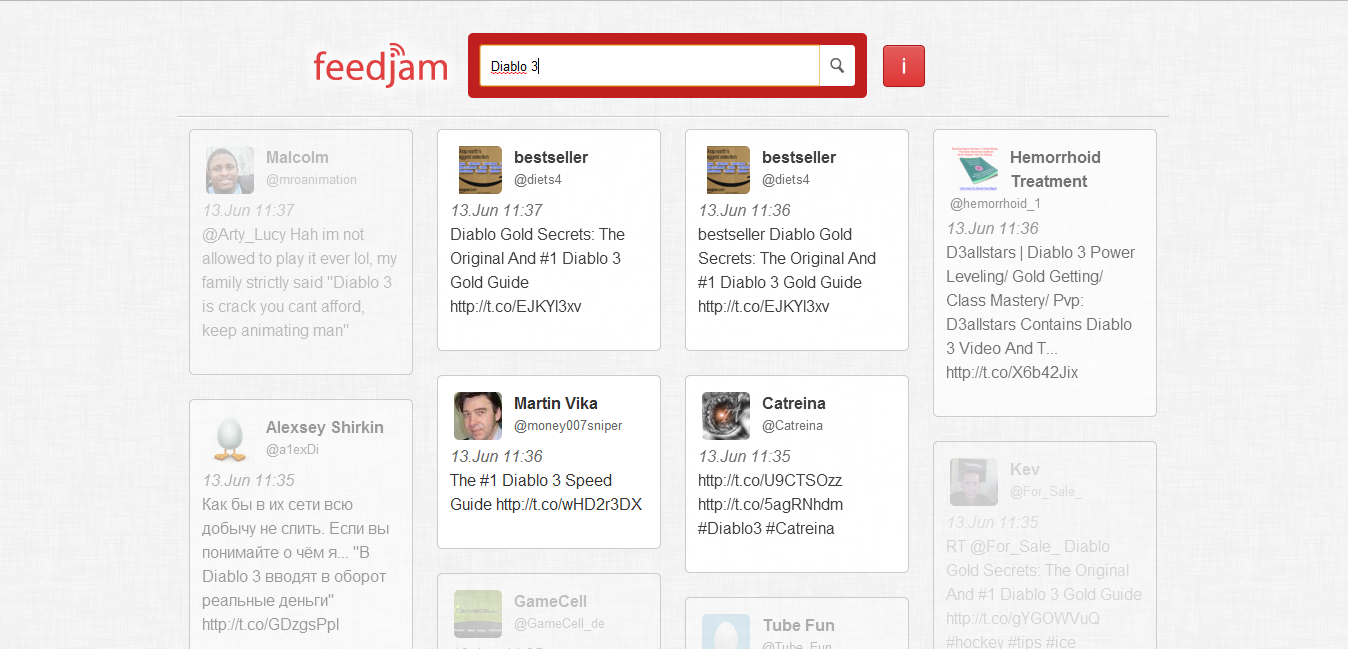 feedjam
Diablo 3
i
Malcolm
@mroanimation
13.Jun 11:37
@Arty_Lucy Hah im not
allowed to play it ever lol, my
family strictly said "Diablo 3
is crack you cant afford,
keep animating man"
Alexsey Shirkin
@a1exDi
13.Jun 11:35
Как бы в их сети всю
добычу не слить. Если вы
понимайте о чём я... "В
Diablo 3 вводят в оборот
реальные деньги"
http://t.co/GDzgsPpI
bestseller
@diets4
13.Jun 11:37
Diablo Gold Secrets: The
Original And #1 Diablo 3
Gold Guide
http://t.co/EJKYl3xv
Martin Vika
@money007sniper
13.Jun 11:36
The #1 Diablo 3 Speed
Guide http://t.co/wHD2r3DX
GameCell
@GameCell_de
bestseller
@diets4
13.Jun 11:36
bestseller Diablo Gold
Secrets: The Original And
#1 Diablo 3 Gold Guide
http://t.co/EJKYl3xv
Catreina
@Catreina
13.Jun 11:35
http://t.co/U9CTSOzz
http://t.co/5agRNhdm
#Diablo3 #Catreina
Tube Fun
@Tube_Fun_
Hemorrhoid
Treatment
@hemorrhoid_1
13.Jun 11:36
D3allstars | Diablo 3 Power
Leveling/ Gold Getting/
Class Mastery/ Pvp:
D3allstars Contains Diablo
3 Video And T...
http://t.co/X6b42Jix
Kev
@For_Sale_
13.Jun 11:35
RT @For_Sale_ Diablo
Gold Secrets: The Original
And #1 Diablo 3 Gold Guide
http://t.co/gYGOWVuQ
#hockey #tips #ice